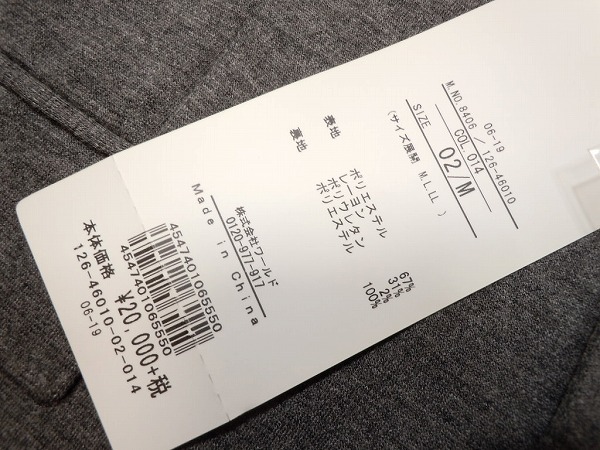 06-19
M.NO.8406 / 126-46010
COL.014
SIZE 02/M
(サイズ展開 M.L.LL )
表地 ポリエステル 67%
レーヨン 31%
ポリウレタン 2%
裏地 ポリエステル 100%
株式会社ワールド
0120-977-917
Made in China
4547401065550
4547401065550
本体価格 ¥20,000+税
126-46010-02-014
06-19